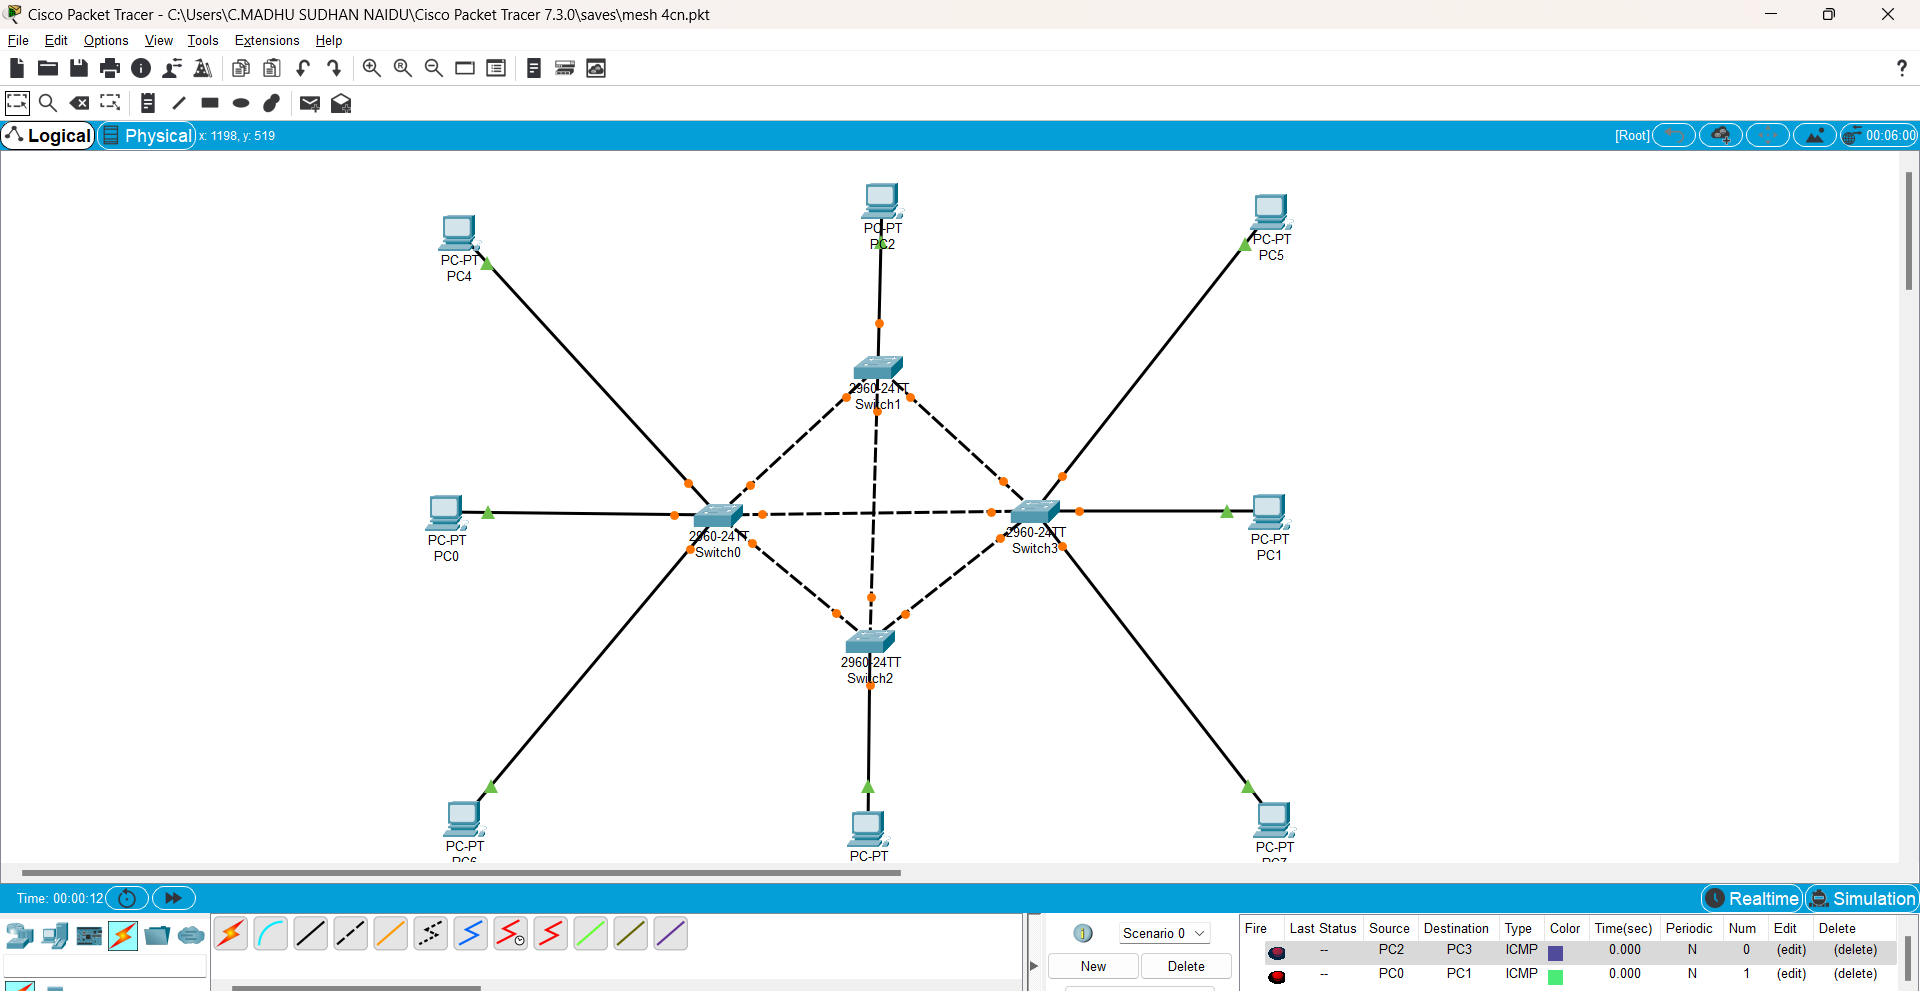 Cisco Packet Tracer - C:\Users\C.MADHU SUDHAN NAIDU\Cisco Packet Tracer 7.3.0\saves\mesh 4cn.pkt
File Edit Options View Tools Extensions Help
?
Logical Physical x: 1198, y: 519 [Root] 00:06:00
PC-PT
PC2
PC-PT
PC5
PC-PT
PC4
2960-24TT
Switch1
PC-PT
PC0
2960-24TT
Switch0
2960-24TT
Switch3
PC-PT
PC1
2960-24TT
Switch2
PC-PT
PC6
PC-PT
PC-PT
PC7
Time: 00:00:12 Realtime Simulation
1 Scenario 0
New Delete
Fire Last Status Source Destination Type Color Time(sec) Periodic Num Edit Delete
-- PC2 PC3 ICMP 0.000 N 0 (edit) (delete)
-- PC0 PC1 ICMP 0.000 N 1 (edit) (delete)